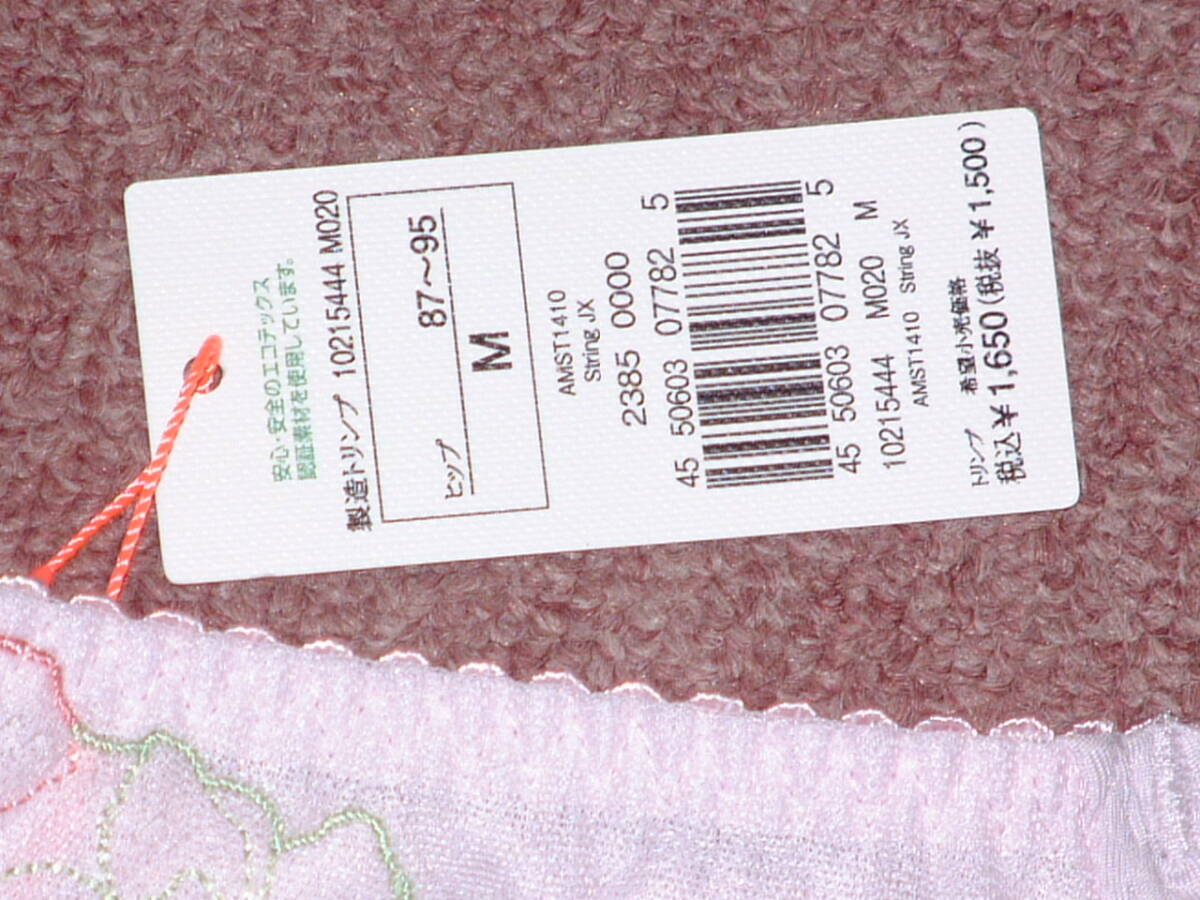 安心・安全のエコテックス
認証素材を使用しています。
製造トリンプ 10215444 M020
ヒップ 87～95
M
AMST1410
String JX
2385 0000
45 50603 07782 5
45 50603 07782 5
10215444 M020 M
AMST1410 String JX
トリンプ 希望小売価格
税込¥1,650(税抜 ¥1,500)